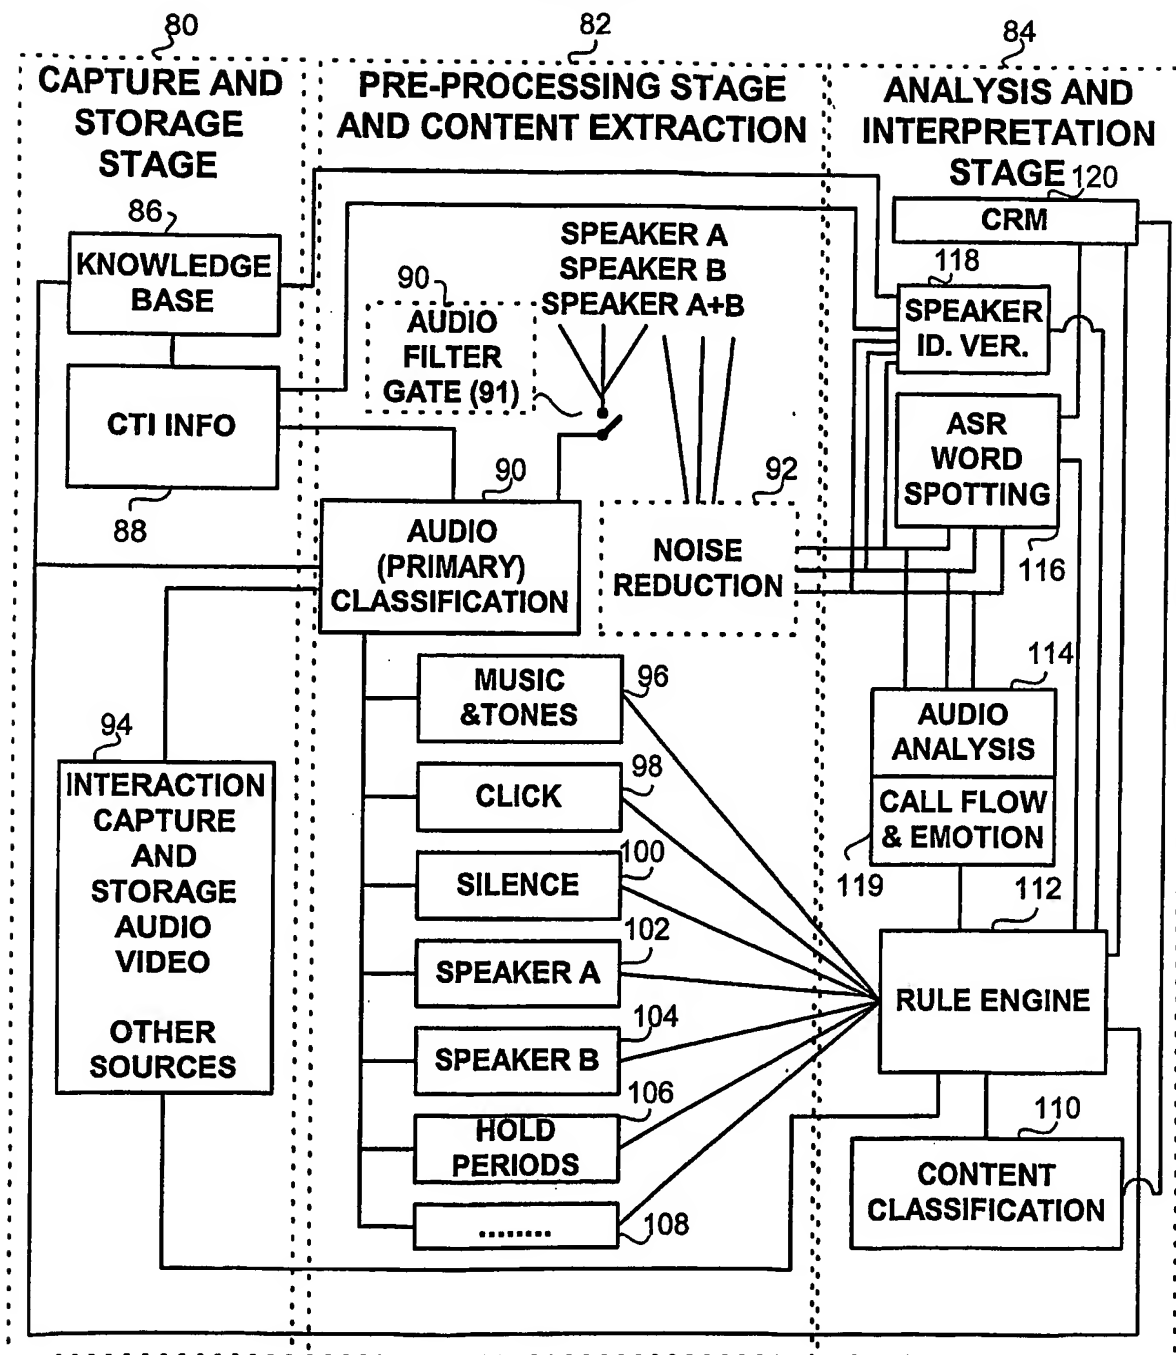 80
82
84
CAPTURE AND
STORAGE
STAGE
PRE-PROCESSING STAGE
AND CONTENT EXTRACTION
ANALYSIS AND
INTERPRETATION
STAGE
120
CRM
86
KNOWLEDGE
BASE
CTI INFO
88
90
AUDIO
FILTER
GATE (91)
SPEAKER A
SPEAKER B
SPEAKER A+B
118
SPEAKER
ID. VER.
ASR
WORD
SPOTTING
116
90
AUDIO
(PRIMARY)
CLASSIFICATION
92
NOISE
REDUCTION
94
INTERACTION
CAPTURE
AND
STORAGE
AUDIO
VIDEO
OTHER
SOURCES
MUSIC
&TONES
96
CLICK
98
SILENCE
100
SPEAKER A
102
SPEAKER B
104
HOLD
PERIODS
106
........
108
114
AUDIO
ANALYSIS
CALL FLOW
& EMOTION
119
112
RULE ENGINE
110
CONTENT
CLASSIFICATION